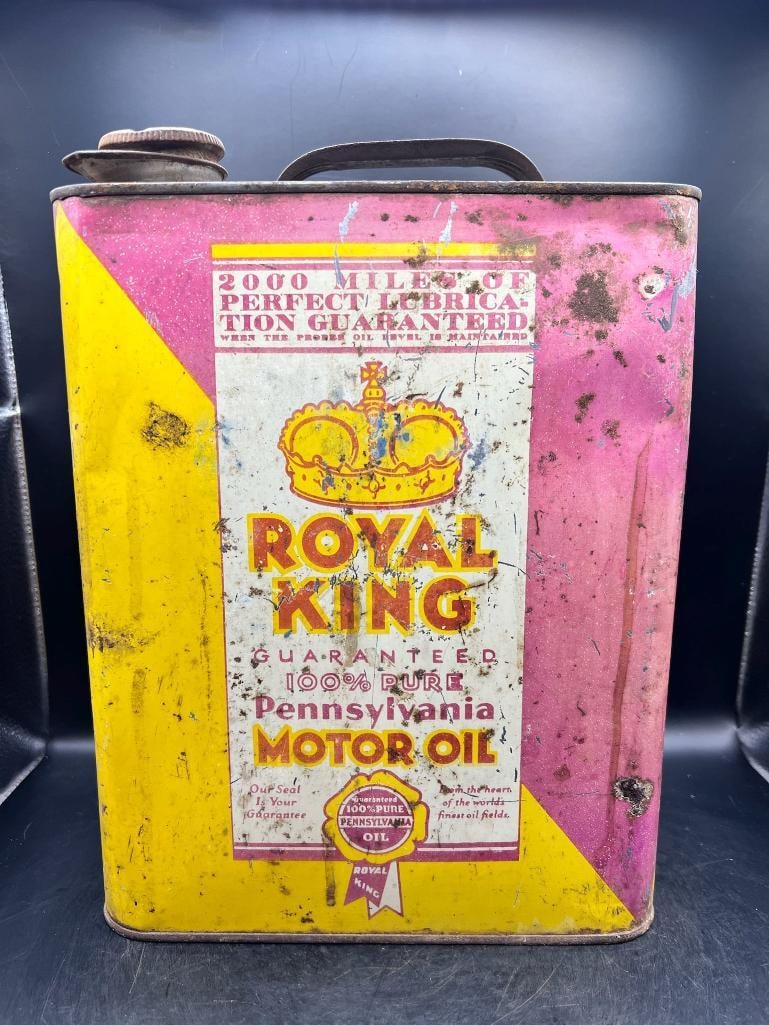 2000 MILES OF
PERFECT LUBRICA-
TION GUARANTEED
WHEN THE PROPER OIL LEVEL IS MAINTAINED
ROYAL
KING
GUARANTEED
100% PURE
Pennsylvania
MOTOR OIL
Our Seal
Is Your
Guarantee
Guaranteed
100% PURE
PENNSYLVANIA
OIL
ROYAL
KING
From the heart
of the worlds
finest oil fields.